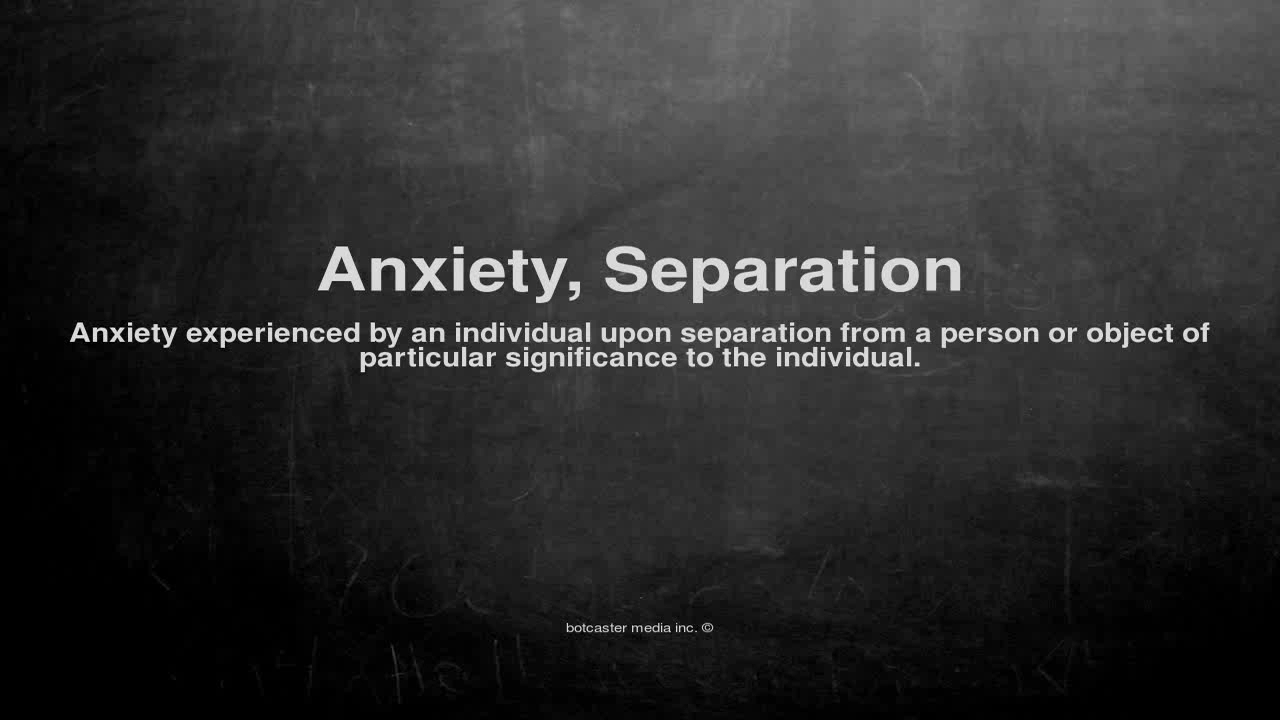 Anxiety, Separation
Anxiety experienced by an individual upon separation from a person or object of
particular significance to the individual.
botcaster media inc. ©